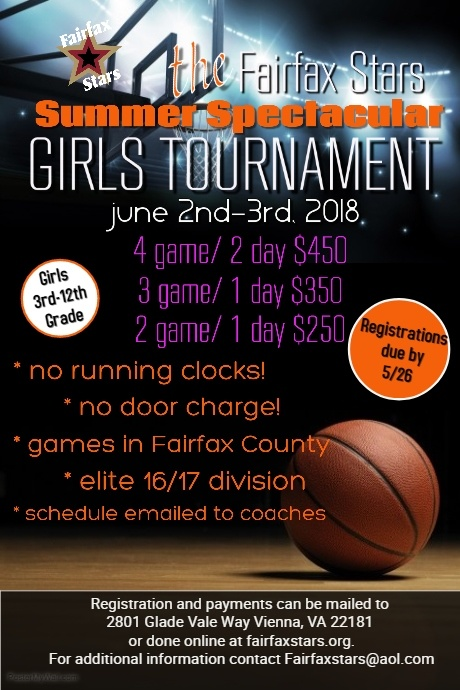 Fairfax
Stars
the Fairfax Stars
Summer Spectacular
GIRLS TOURNAMENT
june 2nd-3rd, 2018
4 game/ 2 day $450
3 game/ 1 day $350
2 game/ 1 day $250
Girls
3rd-12th
Grade
Registrations
due by
5/26
* no running clocks!
* no door charge!
* games in Fairfax County
* elite 16/17 division
* schedule emailed to coaches
Registration and payments can be mailed to
2801 Glade Vale Way Vienna, VA 22181
or done online at fairfaxstars.org.
For additional information contact Fairfaxstars@aol.com